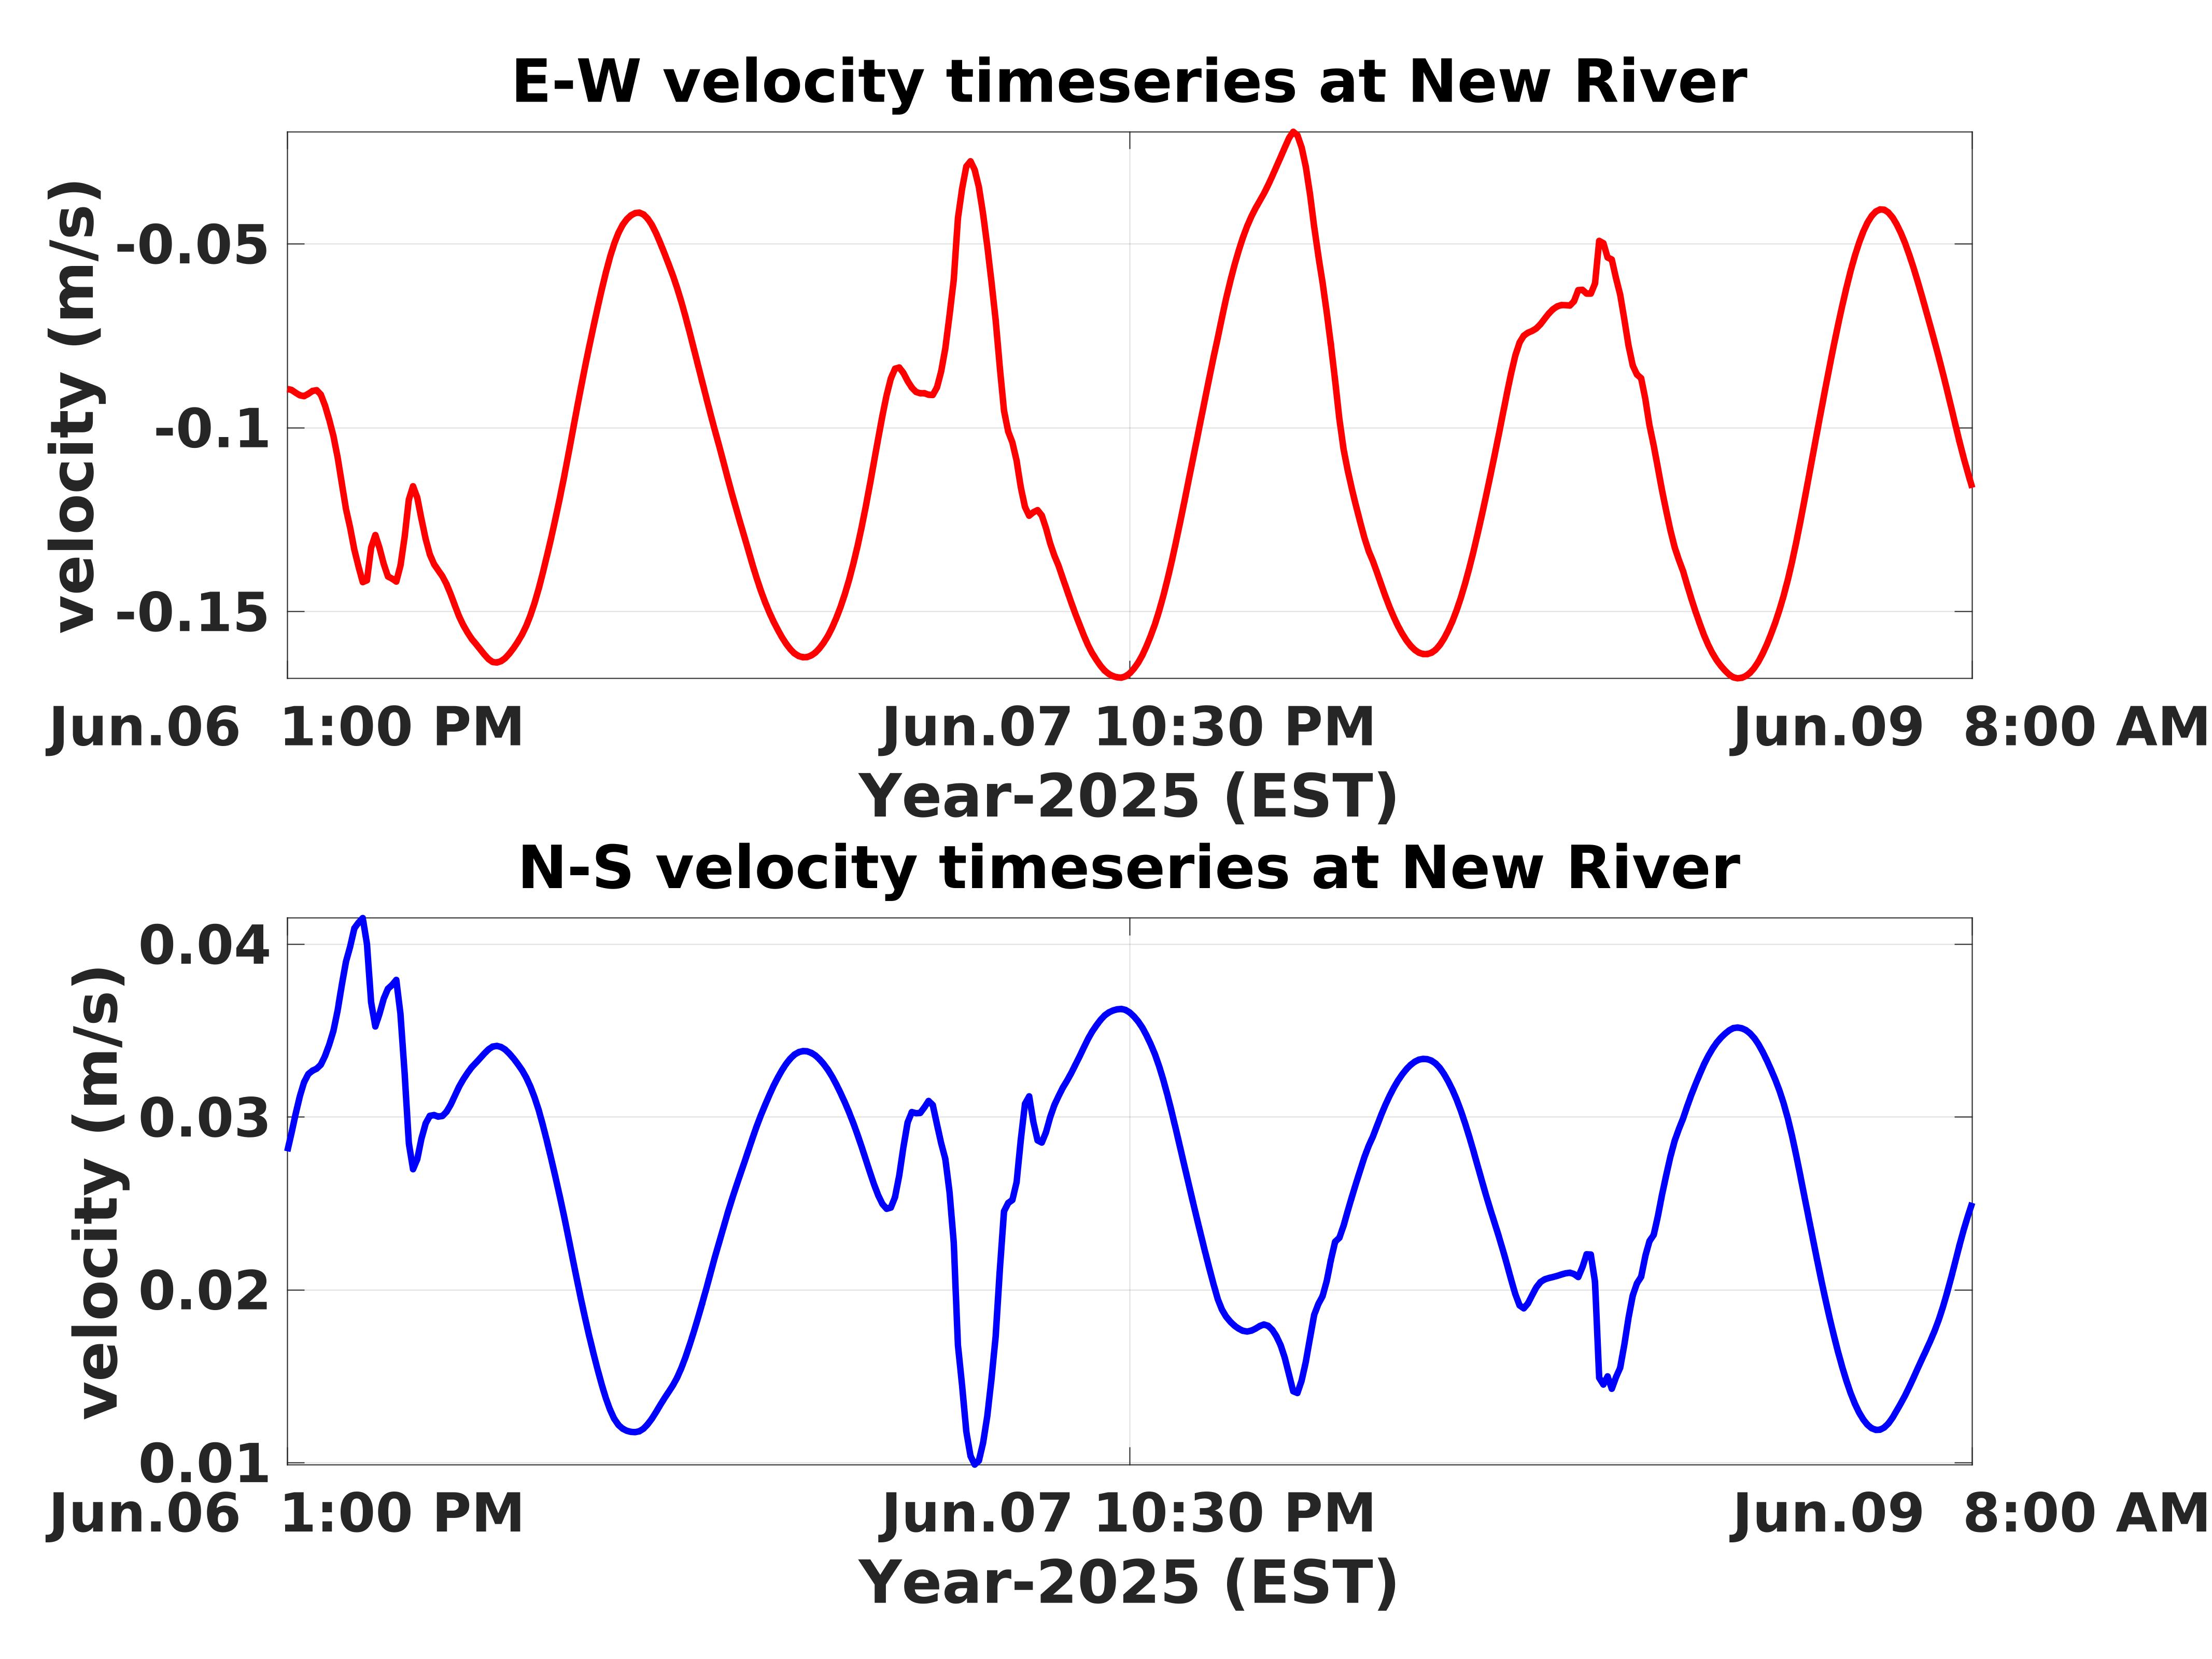 E-W velocity timeseries at New River
velocity (m/s)
-0.05
-0.1
-0.15
Jun.06 1:00 PM Jun.07 10:30 PM Jun.09 8:00 AM
Year-2025 (EST)
N-S velocity timeseries at New River
velocity (m/s)
0.04
0.03
0.02
0.01
Jun.06 1:00 PM Jun.07 10:30 PM Jun.09 8:00 AM
Year-2025 (EST)